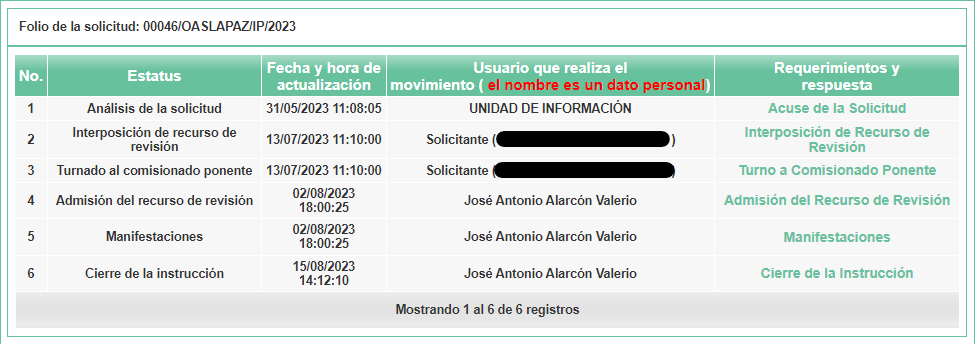 Folio de la solicitud: 00046/OASLAPAZ/IP/2023
No. Estatus Fecha y hora de actualización Usuario que realiza el movimiento ( el nombre es un dato personal) Requerimientos y respuesta
1 Análisis de la solicitud 31/05/2023 11:08:05 UNIDAD DE INFORMACIÓN Acuse de la Solicitud
2 Interposición de recurso de revisión 13/07/2023 11:10:00 Solicitante ( ) Interposición de Recurso de Revisión
3 Turnado al comisionado ponente 13/07/2023 11:10:00 Solicitante ( ) Turno a Comisionado Ponente
4 Admisión del recurso de revisión 02/08/2023 18:00:25 José Antonio Alarcón Valerio Admisión del Recurso de Revisión
5 Manifestaciones 02/08/2023 18:00:25 José Antonio Alarcón Valerio Manifestaciones
6 Cierre de la instrucción 15/08/2023 14:12:10 José Antonio Alarcón Valerio Cierre de la Instrucción
Mostrando 1 al 6 de 6 registros